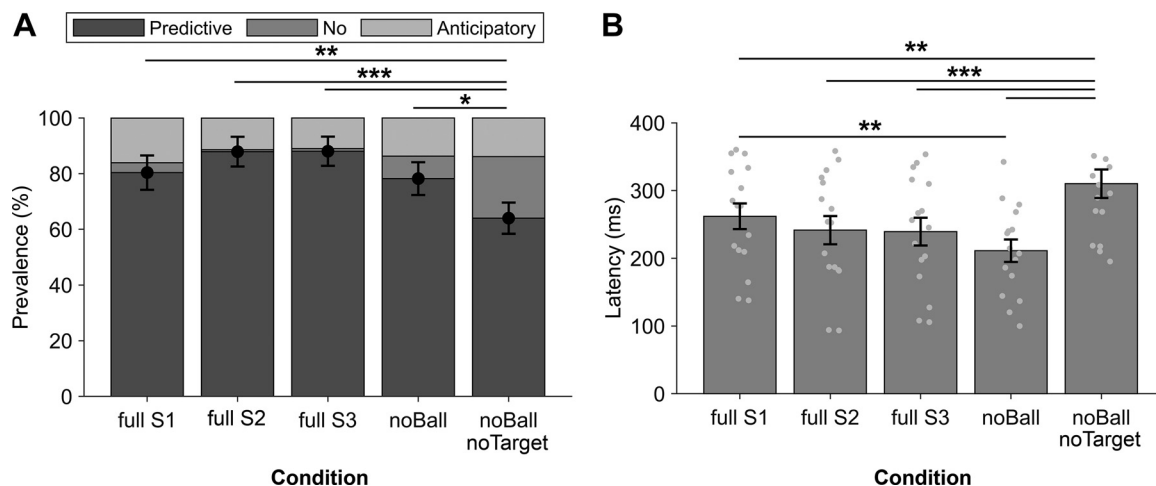 A
Predictive No Anticipatory
**
***
*
Prevalence (%)
100
80
60
40
20
0
full S1 full S2 full S3 noBall noBall
noTarget
Condition
B
**
***
**
Latency (ms)
400
300
200
100
0
full S1 full S2 full S3 noBall noBall
noTarget
Condition